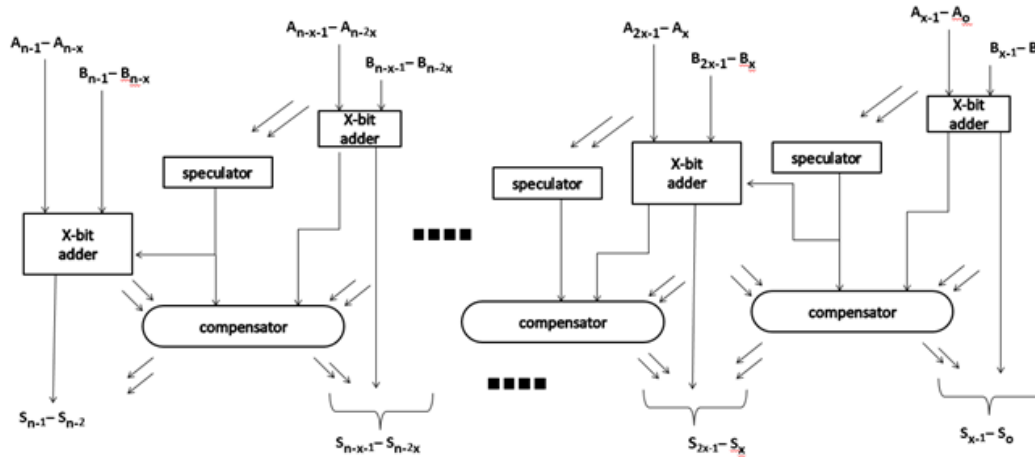 Aₙ₋₁– Aₙ₋ₓ
Bₙ₋₁– Bₙ₋ₓ
Aₙ₋ₓ₋₁– Aₙ₋₂ₓ
Bₙ₋ₓ₋₁– Bₙ₋₂ₓ
A₂ₓ₋₁– Aₓ
B₂ₓ₋₁– Bₓ
Aₓ₋₁– Aₒ
Bₓ₋₁– B
X-bit
adder
speculator
X-bit
adder
speculator
X-bit
adder
speculator
X-bit
adder
compensator
compensator
compensator
Sₙ₋₁– Sₙ₋₂
Sₙ₋ₓ₋₁– Sₙ₋₂ₓ
S₂ₓ₋₁– Sₓ
Sₓ₋₁– Sₒ